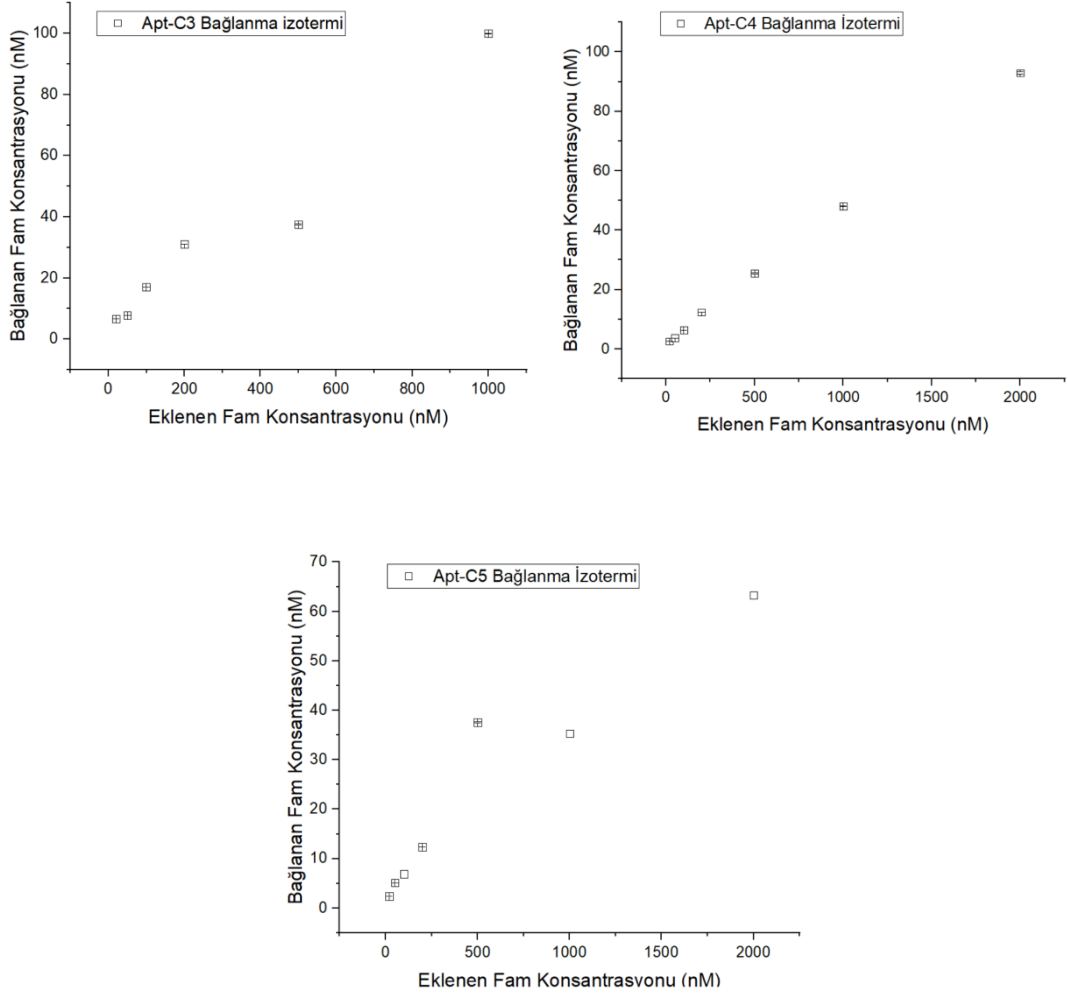 Apt-C3 Bağlanma izotermi
Bağlanan Fam Konsantrasyonu (nM)
100
80
60
40
20
0
0 200 400 600 800 1000
Eklenen Fam Konsantrasyonu (nM)
Apt-C4 Bağlanma İzotermi
Bağlanan Fam Konsantrasyonu (nM)
100
80
60
40
20
0
0 500 1000 1500 2000
Eklenen Fam Konsantrasyonu (nM)
Apt-C5 Bağlanma İzotermi
Bağlanan Fam Konsantrasyonu (nM)
70
60
50
40
30
20
10
0
0 500 1000 1500 2000
Eklenen Fam Konsantrasyonu (nM)